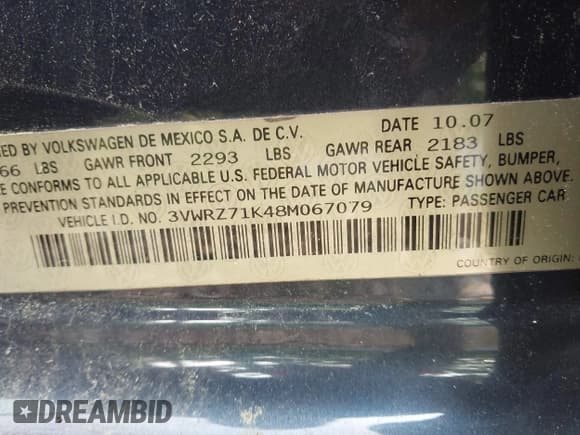 ED BY VOLKSWAGEN DE MEXICO S.A. DE C.V. DATE 10.07
66 LBS GAWR FRONT 2293 LBS GAWR REAR 2183 LBS
E CONFORMS TO ALL APPLICABLE U.S. FEDERAL MOTOR VEHICLE SAFETY, BUMPER,
PREVENTION STANDARDS IN EFFECT ON THE DATE OF MANUFACTURE SHOWN ABOVE.
VEHICLE I.D. NO. 3VWRZ71K48M067079 TYPE: PASSENGER CAR
COUNTRY OF ORIGIN:
DREAMBID